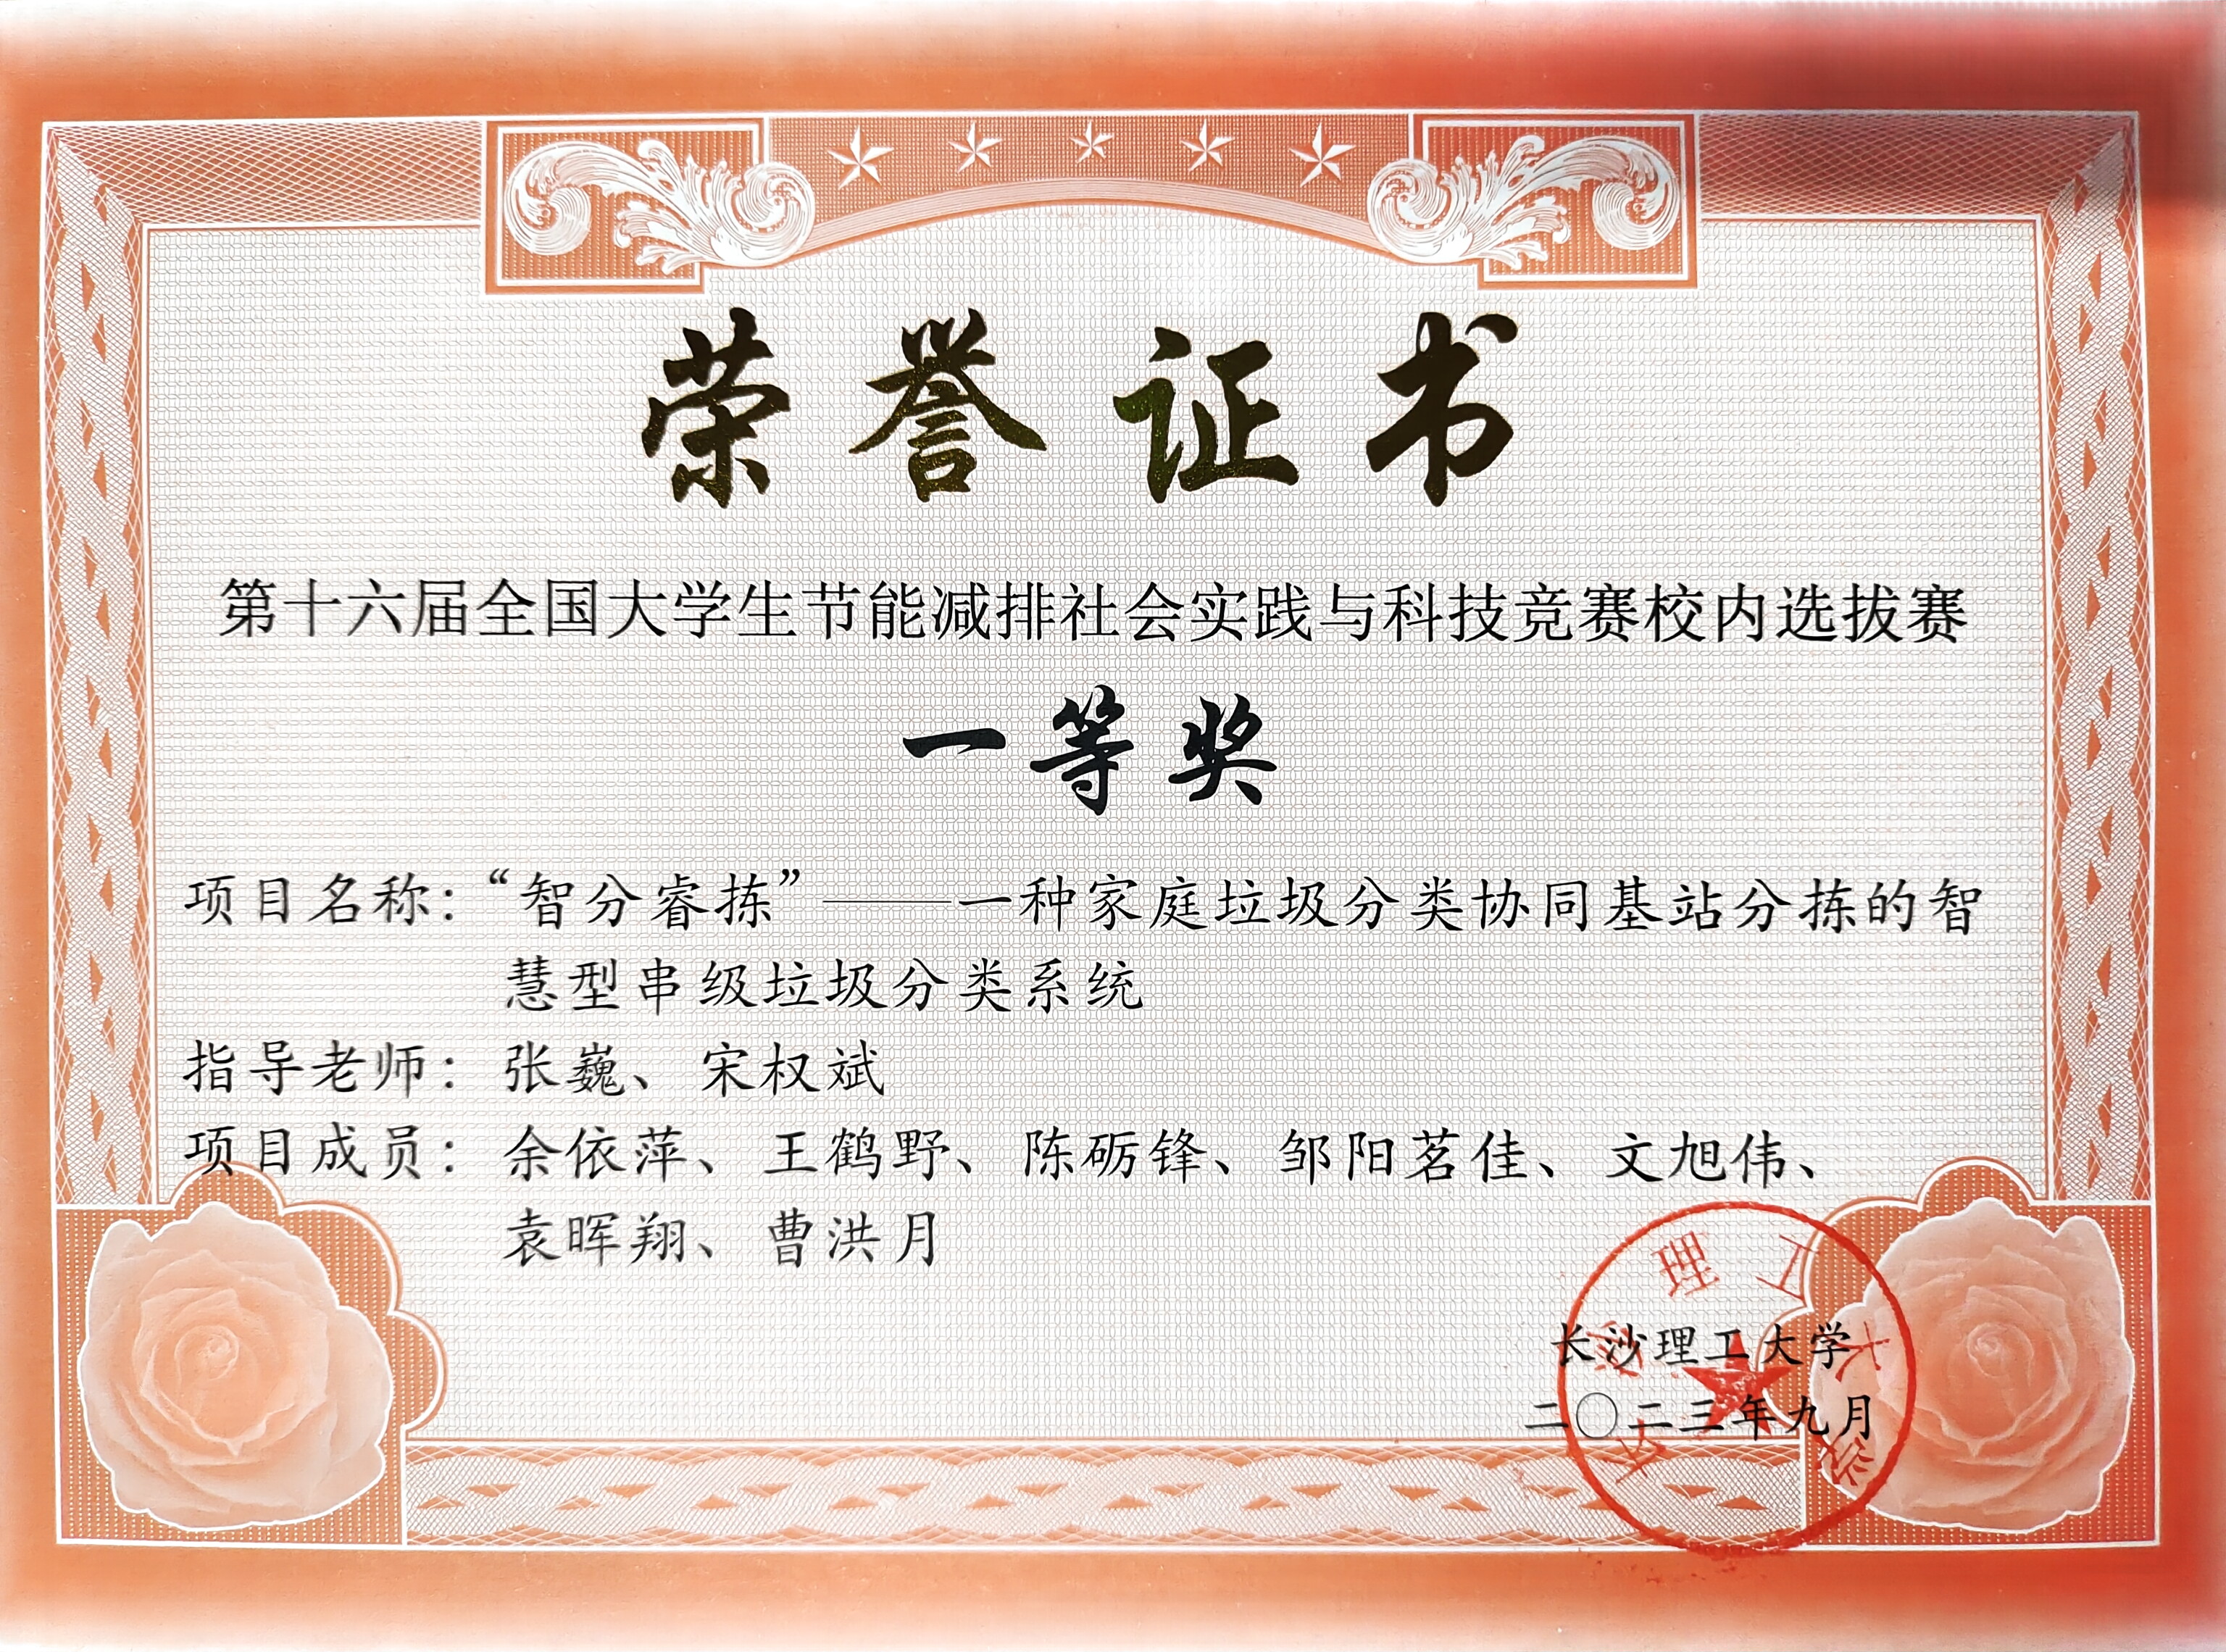 荣誉证书
第十六届全国大学生节能减排社会实践与科技竞赛校内选拔赛
一等奖
项目名称：“智分睿拣”——一种家庭垃圾分类协同基站分拣的智
慧型串级垃圾分类系统
指导老师：张巍、宋权斌
项目成员：余依萍、王鹤野、陈砺锋、邹阳茗佳、文旭伟、
袁晖翔、曹洪月
长沙理工大学
二〇二三年九月
长沙理工大学